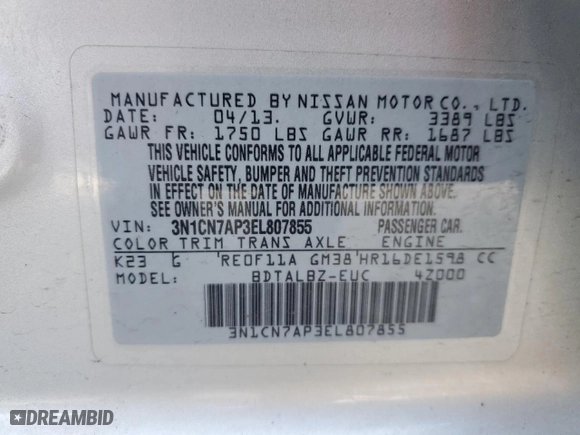 MANUFACTURED BY NISSAN MOTOR CO., LTD.
DATE: 04/13. GVWR: 3389 LBS
GAWR FR: 1750 LBS GAWR RR: 1687 LBS
THIS VEHICLE CONFORMS TO ALL APPLICABLE FEDERAL MOTOR
VEHICLE SAFETY, BUMPER AND THEFT PREVENTION STANDARDS
IN EFFECT ON THE DATE OF MANUFACTURE SHOWN ABOVE.
SEE OWNER'S MANUAL FOR ADDITIONAL INFORMATION.
VIN: 3N1CN7AP3EL807855 PASSENGER CAR.
COLOR TRIM TRANS AXLE ENGINE
K23 G 'RE0F11A GM38'HR16DE1598 CC
MODEL: BDTALBZ-EUC 4Z000
3N1CN7AP3EL807855
DREAMBID